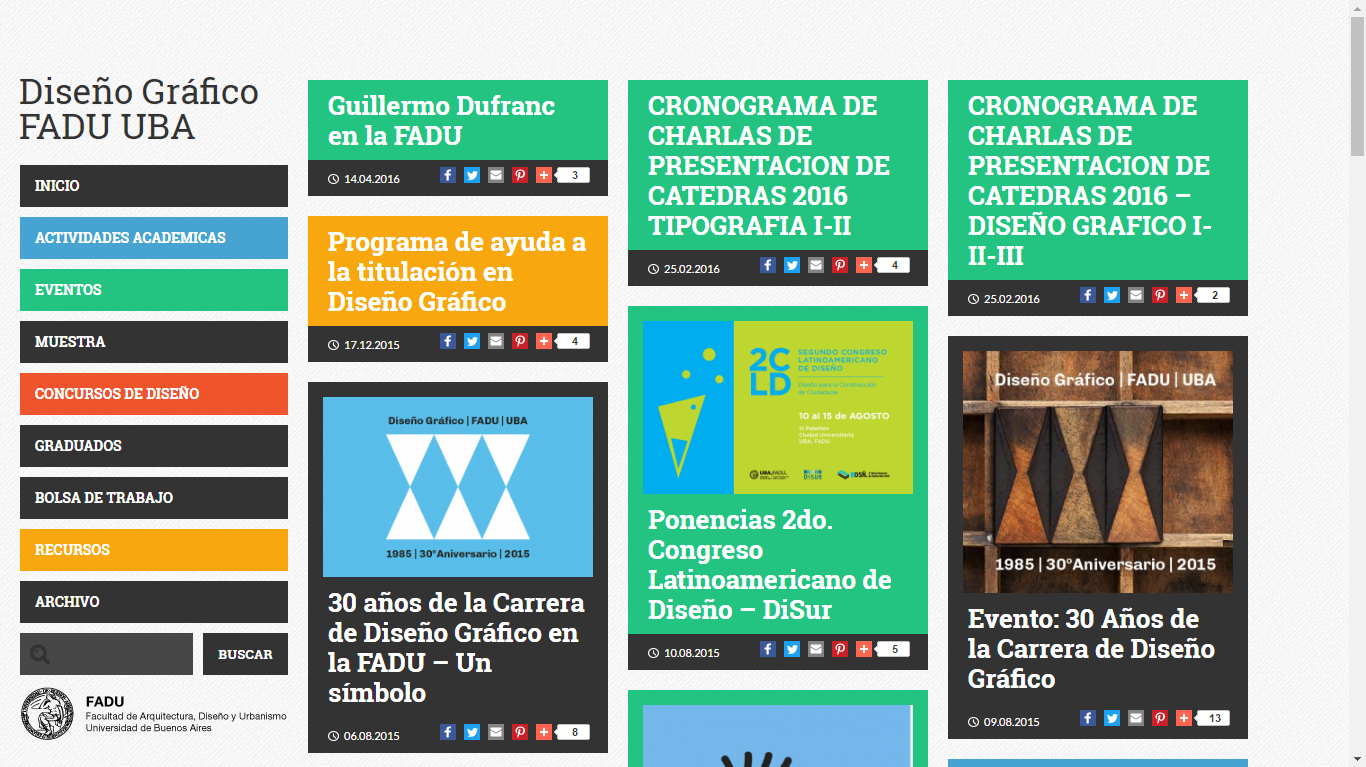 Diseño Gráfico
FADU UBA
INICIO
ACTIVIDADES ACADEMICAS
EVENTOS
MUESTRA
CONCURSOS DE DISEÑO
GRADUADOS
BOLSA DE TRABAJO
RECURSOS
ARCHIVO
BUSCAR
FADU
Facultad de Arquitectura, Diseño y Urbanismo
Universidad de Buenos Aires
Guillermo Dufranc
en la FADU
14.04.2016
3
Programa de ayuda a
la titulación en
Diseño Gráfico
17.12.2015
4
Diseño Gráfico | FADU | UBA
1985 | 30ºAniversario | 2015
30 años de la Carrera
de Diseño Gráfico en
la FADU – Un
símbolo
06.08.2015
8
CRONOGRAMA DE
CHARLAS DE
PRESENTACION DE
CATEDRAS 2016
TIPOGRAFIA I-II
25.02.2016
4
2C
LD
SEGUNDO CONGRESO
LATINOAMERICANO
DE DISEÑO
Diseño para la Construcción
de Ciudadanía
10 al 15 de AGOSTO
III Pabellón
Ciudad Universitaria
UBA, FADU
UBA.FADU
DISUR
Ponencias 2do.
Congreso
Latinoamericano de
Diseño – DiSur
10.08.2015
5
CRONOGRAMA DE
CHARLAS DE
PRESENTACION DE
CATEDRAS 2016 –
DISEÑO GRAFICO I-
II-III
25.02.2016
2
Diseño Gráfico | FADU | UBA
1985 | 30ºAniversario | 2015
Evento: 30 Años de
la Carrera de Diseño
Gráfico
09.08.2015
13